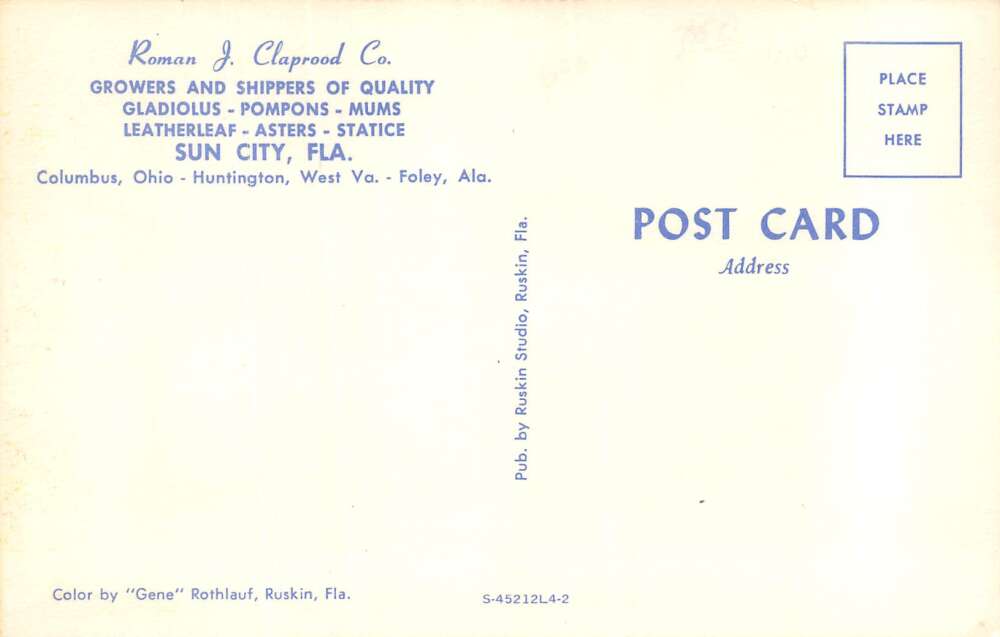 Roman J. Claprood Co.
GROWERS AND SHIPPERS OF QUALITY
GLADIOLUS - POMPONS - MUMS
LEATHERLEAF - ASTERS - STATICE
SUN CITY, FLA.
Columbus, Ohio - Huntington, West Va. - Foley, Ala.
PLACE
STAMP
HERE
POST CARD
Address
Pub. by Ruskin Studio, Ruskin, Fla.
Color by "Gene" Rothlauf, Ruskin, Fla.
S-45212L4-2